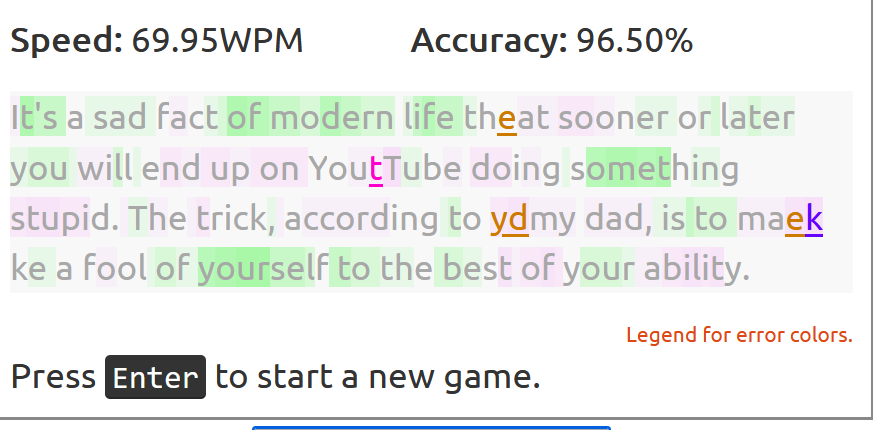 Speed: 69.95WPM Accuracy: 96.50%
It's a sad fact of modern life theat sooner or later
you will end up on YoutTube doing something
stupid. The trick, according to ydmy dad, is to maek
ke a fool of yourself to the best of your ability.
Legend for error colors.
Press Enter to start a new game.